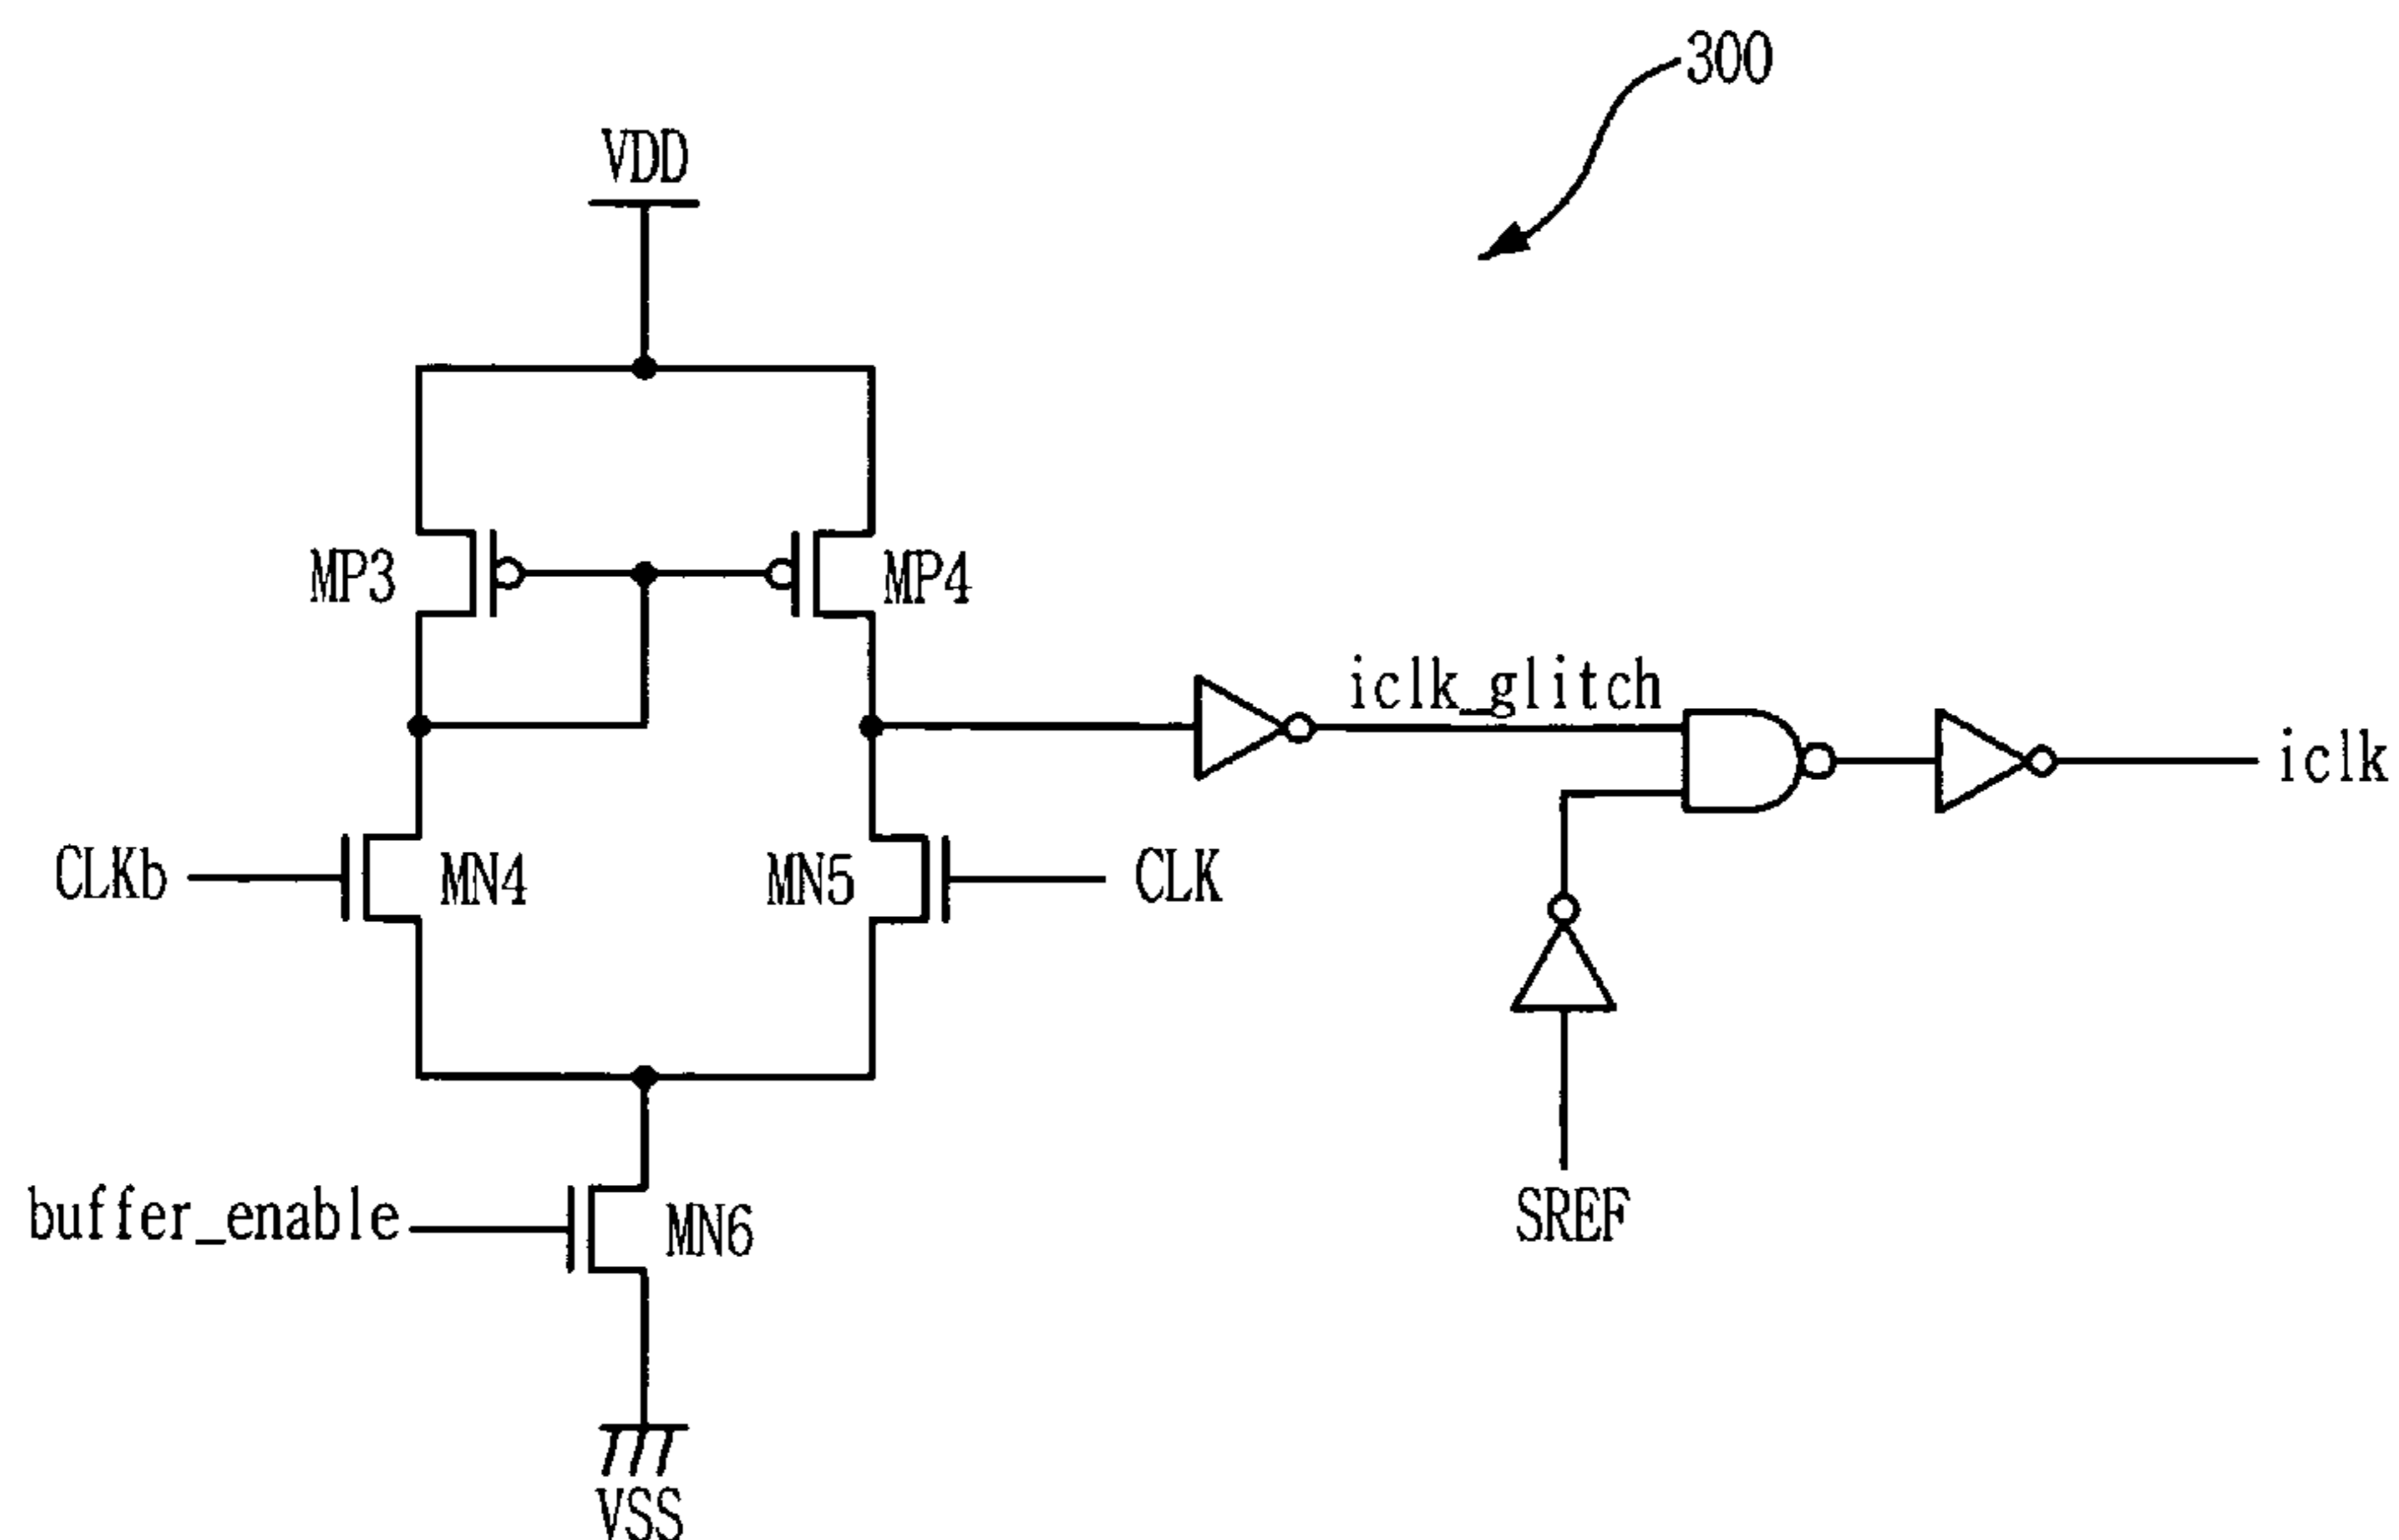 300
VDD
MP3
MP4
iclk_glitch
iclk
CLKb
MN4
MN5
CLK
buffer_enable
MN6
SREF
VSS